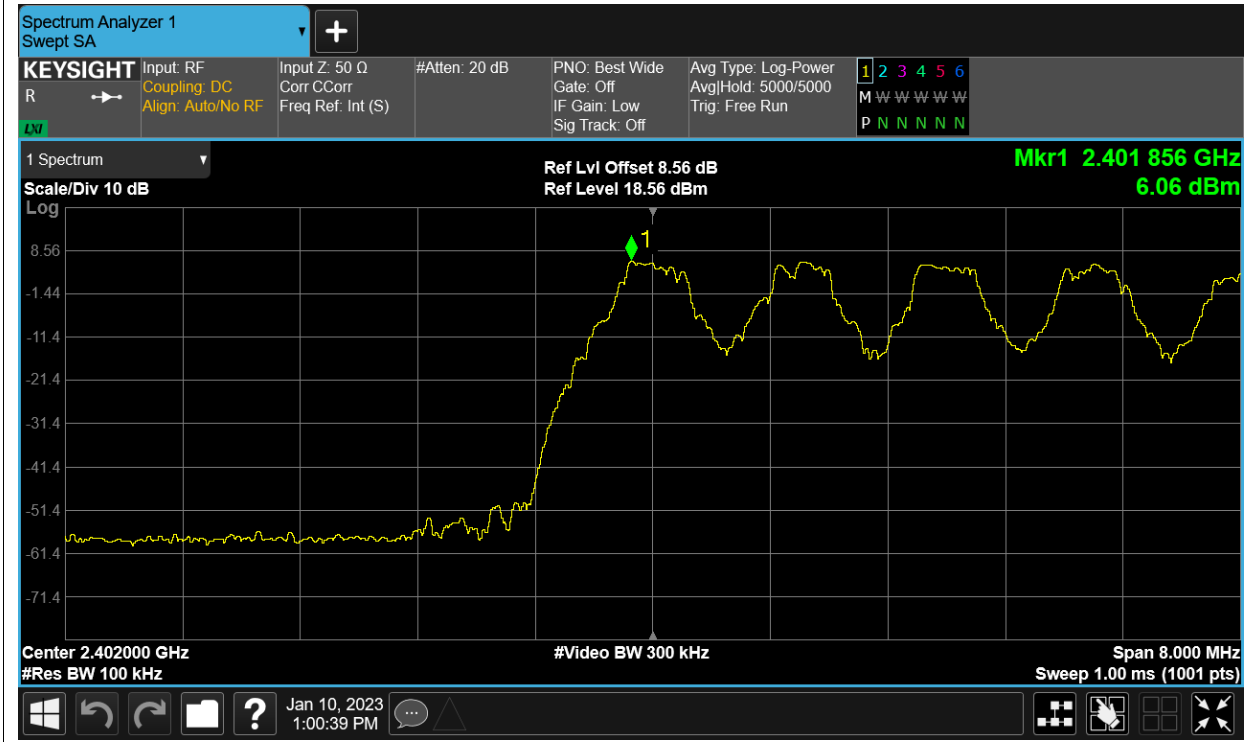 Spectrum Analyzer 1
Swept SA
+
KEYSIGHT
R
LXI
Input: RF
Coupling: DC
Align: Auto/No RF
Input Z: 50 Ω
Corr CCorr
Freq Ref: Int (S)
#Atten: 20 dB
PNO: Best Wide
Gate: Off
IF Gain: Low
Sig Track: Off
Avg Type: Log-Power
Avg|Hold: 5000/5000
Trig: Free Run
1 2 3 4 5 6
M W W W W W
P N N N N N
1 Spectrum
Scale/Div 10 dB
Log
Ref Lvl Offset 8.56 dB
Ref Level 18.56 dBm
Mkr1 2.401 856 GHz
6.06 dBm
1
8.56
-1.44
-11.4
-21.4
-31.4
-41.4
-51.4
-61.4
-71.4
Center 2.402000 GHz
#Video BW 300 kHz
Span 8.000 MHz
#Res BW 100 kHz
Sweep 1.00 ms (1001 pts)
?
Jan 10, 2023
1:00:39 PM